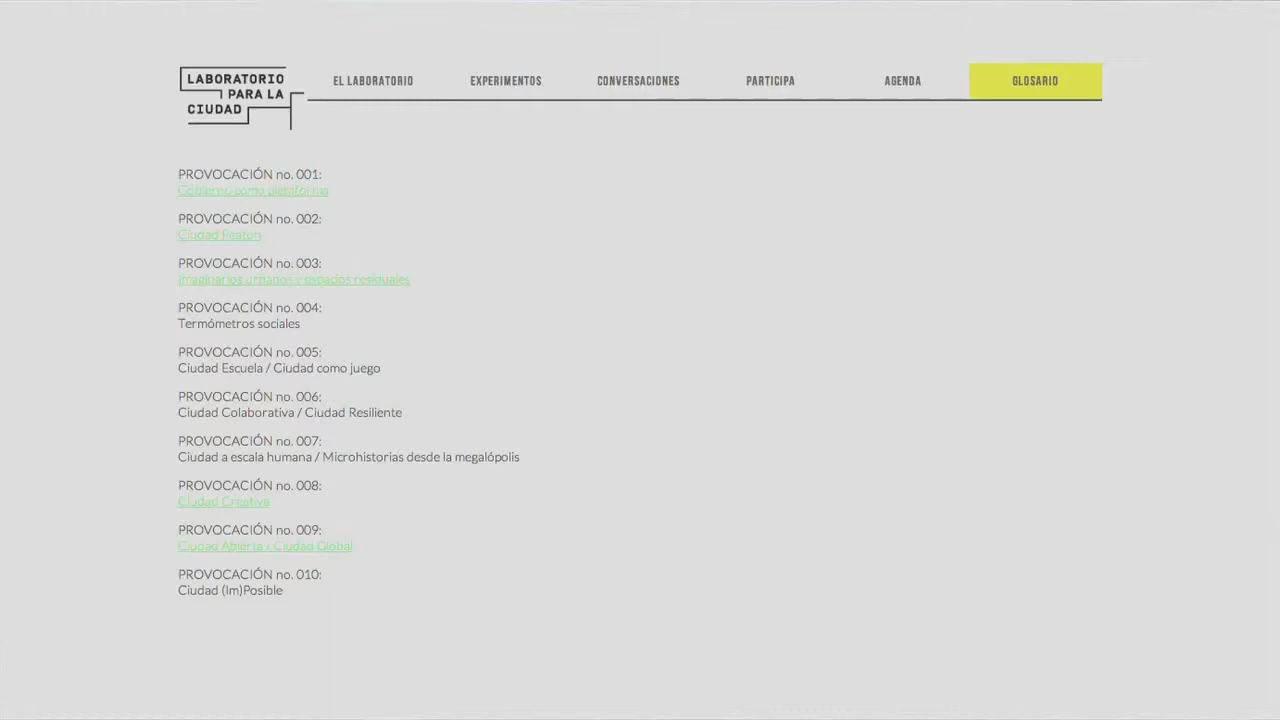 LABORATORIO
PARA LA
CIUDAD
EL LABORATORIO
EXPERIMENTOS
CONVERSACIONES
PARTICIPA
AGENDA
GLOSARIO
PROVOCACIÓN no. 001:
Gobierno como plataforma
PROVOCACIÓN no. 002:
Ciudad Peatón
PROVOCACIÓN no. 003:
Imaginarios urbanos y espacios residuales
PROVOCACIÓN no. 004:
Termómetros sociales
PROVOCACIÓN no. 005:
Ciudad Escuela / Ciudad como juego
PROVOCACIÓN no. 006:
Ciudad Colaborativa / Ciudad Resiliente
PROVOCACIÓN no. 007:
Ciudad a escala humana / Microhistorias desde la megalópolis
PROVOCACIÓN no. 008:
Ciudad Creativa
PROVOCACIÓN no. 009:
Ciudad Abierta / Ciudad Global
PROVOCACIÓN no. 010:
Ciudad (Im)Posible